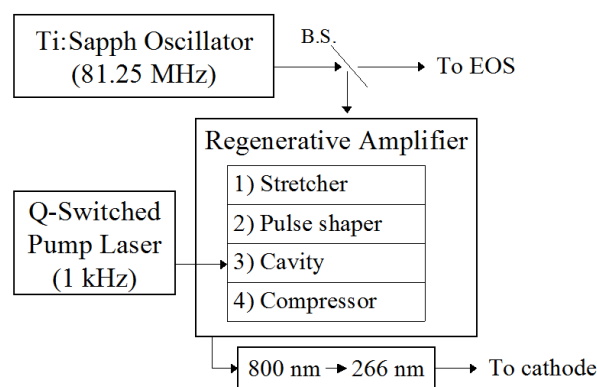 Ti:Sapph Oscillator
(81.25 MHz)
B.S.
To EOS
Regenerative Amplifier
1) Stretcher
2) Pulse shaper
3) Cavity
4) Compressor
Q-Switched
Pump Laser
(1 kHz)
800 nm → 266 nm
To cathode